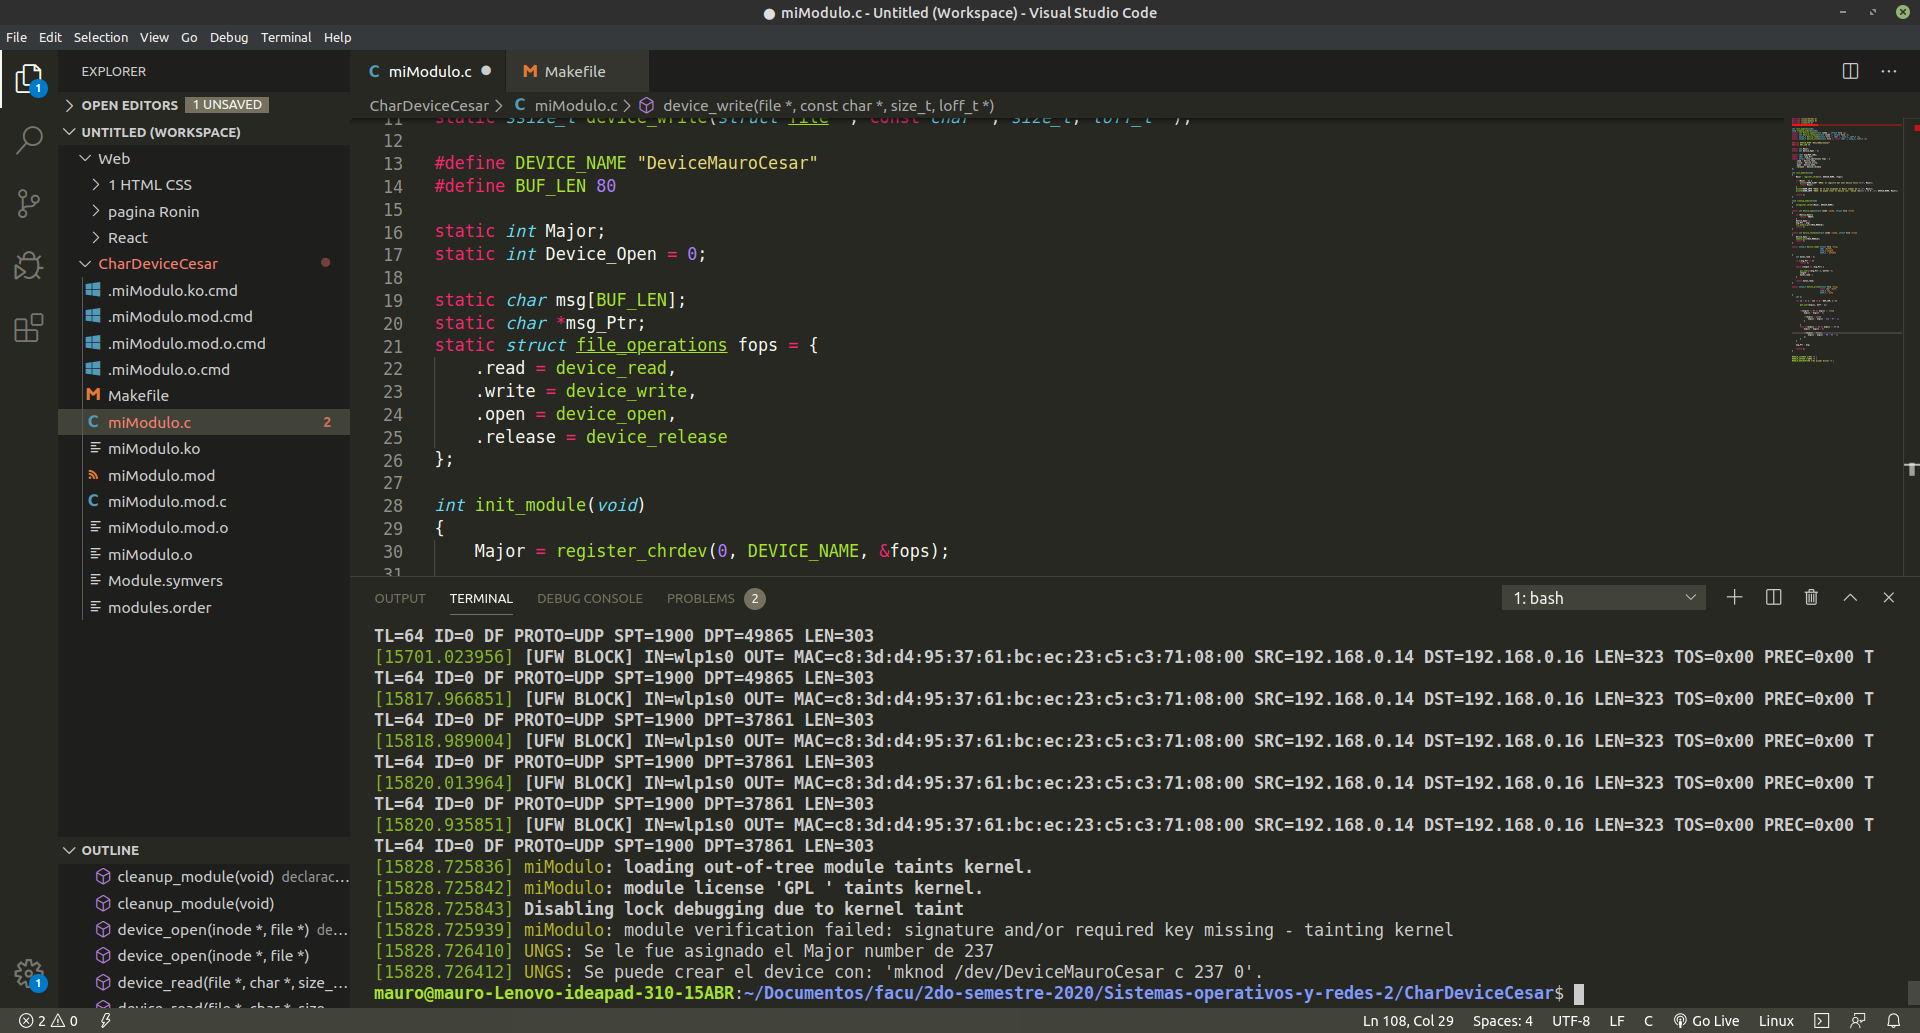 miModulo.c - Untitled (Workspace) - Visual Studio Code
File Edit Selection View Go Debug Terminal Help
EXPLORER
OPEN EDITORS 1 UNSAVED
UNTITLED (WORKSPACE)
Web
1 HTML CSS
pagina Ronin
React
CharDeviceCesar
.miModulo.ko.cmd
.miModulo.mod.cmd
.miModulo.mod.o.cmd
.miModulo.o.cmd
Makefile
miModulo.c 2
miModulo.ko
miModulo.mod
miModulo.mod.c
miModulo.mod.o
miModulo.o
Module.symvers
modules.order
OUTLINE
cleanup_module(void) declarac...
cleanup_module(void)
device_open(inode *, file *) de...
device_open(inode *, file *)
device_read(file *, char *, size_...
device_read(file *, char *, size_
miModulo.c Makefile
CharDeviceCesar > miModulo.c > device_write(file *, const char *, size_t, loff_t *)
11 static ssize_t device_write(struct file *, const char *, size_t, loff_t *);
12
13 #define DEVICE_NAME "DeviceMauroCesar"
14 #define BUF_LEN 80
15
16 static int Major;
17 static int Device_Open = 0;
18
19 static char msg[BUF_LEN];
20 static char *msg_Ptr;
21 static struct file_operations fops = {
22 .read = device_read,
23 .write = device_write,
24 .open = device_open,
25 .release = device_release
26 };
27
28 int init_module(void)
29 {
30 Major = register_chrdev(0, DEVICE_NAME, &fops);
31
OUTPUT TERMINAL DEBUG CONSOLE PROBLEMS 2 1: bash
TL=64 ID=0 DF PROTO=UDP SPT=1900 DPT=49865 LEN=303
[15701.023956] [UFW BLOCK] IN=wlp1s0 OUT= MAC=c8:3d:d4:95:37:61:bc:ec:23:c5:c3:71:08:00 SRC=192.168.0.14 DST=192.168.0.16 LEN=323 TOS=0x00 PREC=0x00 T
TL=64 ID=0 DF PROTO=UDP SPT=1900 DPT=49865 LEN=303
[15817.966851] [UFW BLOCK] IN=wlp1s0 OUT= MAC=c8:3d:d4:95:37:61:bc:ec:23:c5:c3:71:08:00 SRC=192.168.0.14 DST=192.168.0.16 LEN=323 TOS=0x00 PREC=0x00 T
TL=64 ID=0 DF PROTO=UDP SPT=1900 DPT=37861 LEN=303
[15818.989004] [UFW BLOCK] IN=wlp1s0 OUT= MAC=c8:3d:d4:95:37:61:bc:ec:23:c5:c3:71:08:00 SRC=192.168.0.14 DST=192.168.0.16 LEN=323 TOS=0x00 PREC=0x00 T
TL=64 ID=0 DF PROTO=UDP SPT=1900 DPT=37861 LEN=303
[15820.013964] [UFW BLOCK] IN=wlp1s0 OUT= MAC=c8:3d:d4:95:37:61:bc:ec:23:c5:c3:71:08:00 SRC=192.168.0.14 DST=192.168.0.16 LEN=323 TOS=0x00 PREC=0x00 T
TL=64 ID=0 DF PROTO=UDP SPT=1900 DPT=37861 LEN=303
[15820.935851] [UFW BLOCK] IN=wlp1s0 OUT= MAC=c8:3d:d4:95:37:61:bc:ec:23:c5:c3:71:08:00 SRC=192.168.0.14 DST=192.168.0.16 LEN=323 TOS=0x00 PREC=0x00 T
TL=64 ID=0 DF PROTO=UDP SPT=1900 DPT=37861 LEN=303
[15828.725836] miModulo: loading out-of-tree module taints kernel.
[15828.725842] miModulo: module license 'GPL ' taints kernel.
[15828.725843] Disabling lock debugging due to kernel taint
[15828.725939] miModulo: module verification failed: signature and/or required key missing - tainting kernel
[15828.726410] UNGS: Se le fue asignado el Major number de 237
[15828.726412] UNGS: Se puede crear el device con: 'mknod /dev/DeviceMauroCesar c 237 0'.
mauro@mauro-Lenovo-ideapad-310-15ABR:~/Documentos/facu/2do-semestre-2020/Sistemas-operativos-y-redes-2/CharDeviceCesar$
2 0 Ln 108, Col 29 Spaces: 4 UTF-8 LF C Go Live Linux